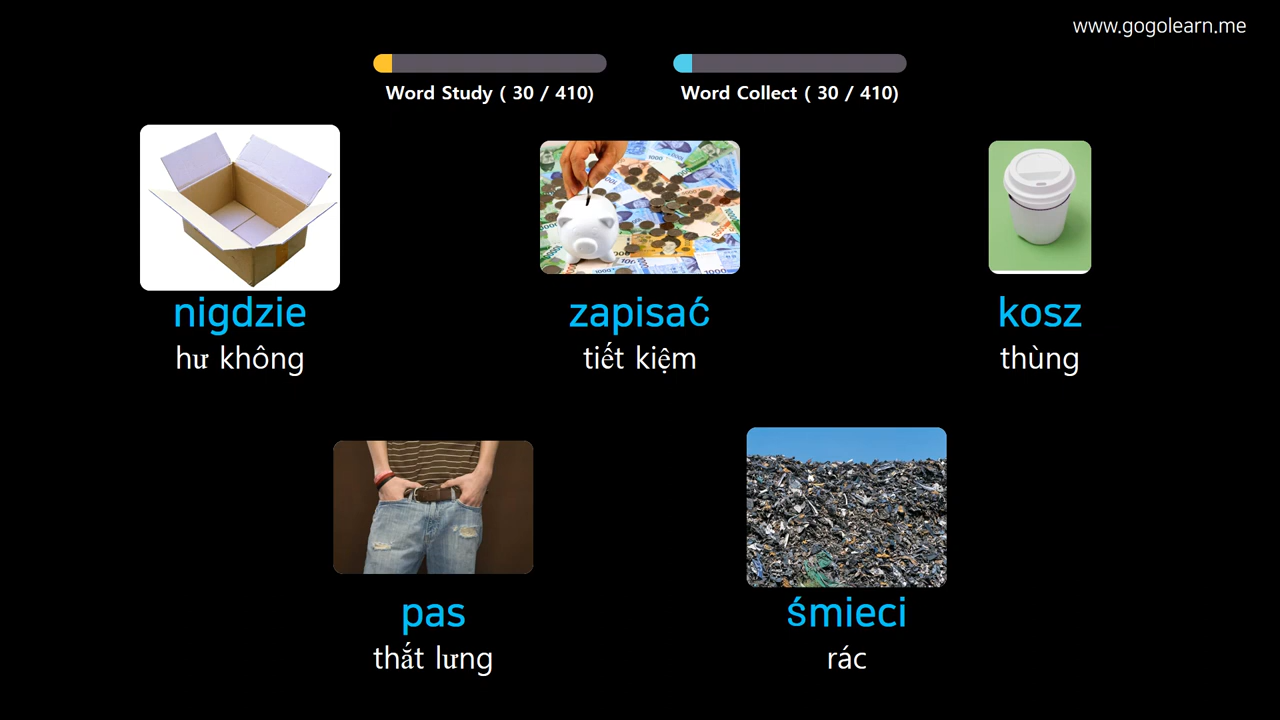 www.gogolearn.me
Word Study ( 30 / 410)
Word Collect ( 30 / 410)
nigdzie
hư không
zapisać
tiết kiệm
kosz
thùng
pas
thắt lưng
śmieci
rác